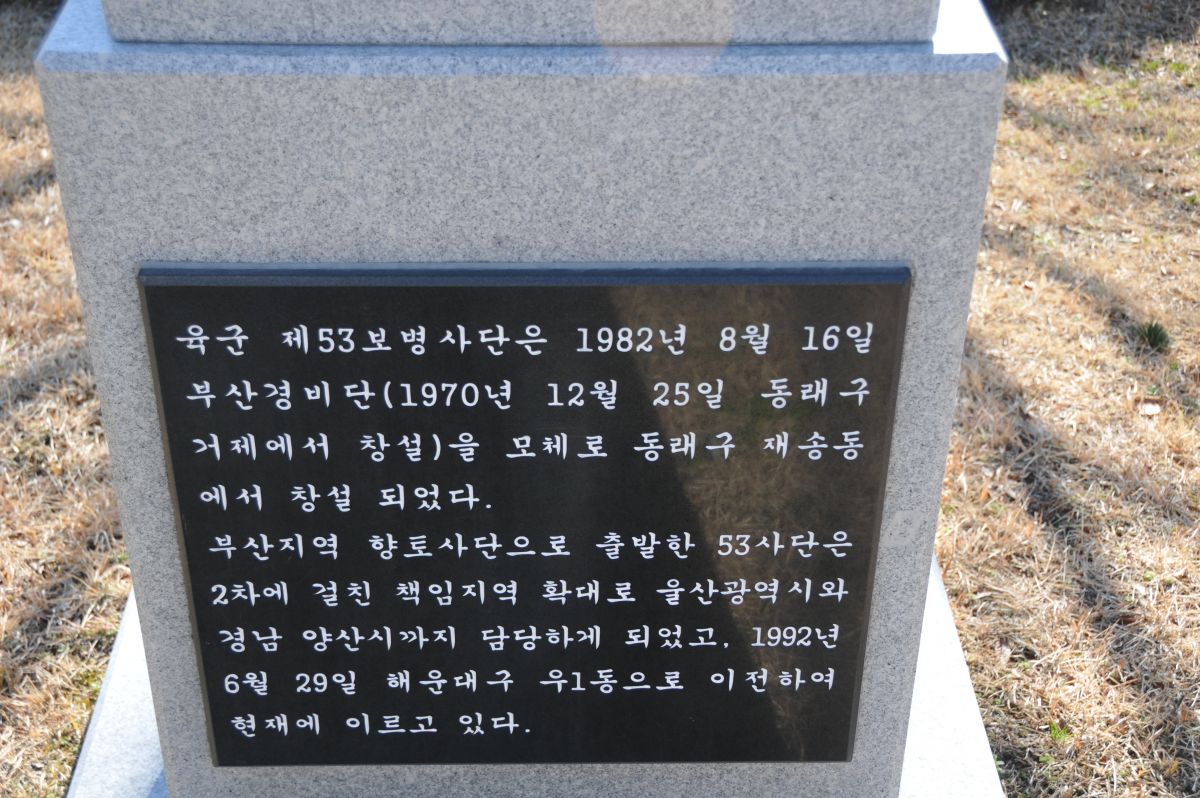 육군 제53보병사단은 1982년 8월 16일
부산경비단(1970년 12월 25일 동래구
거제에서 창설)을 모체로 동래구 재송동
에서 창설 되었다.
부산지역 향토사단으로 출발한 53사단은
2차에 걸친 책임지역 확대로 울산광역시와
경남 양산시까지 담당하게 되었고, 1992년
6월 29일 해운대구 우1동으로 이전하여
현재에 이르고 있다.